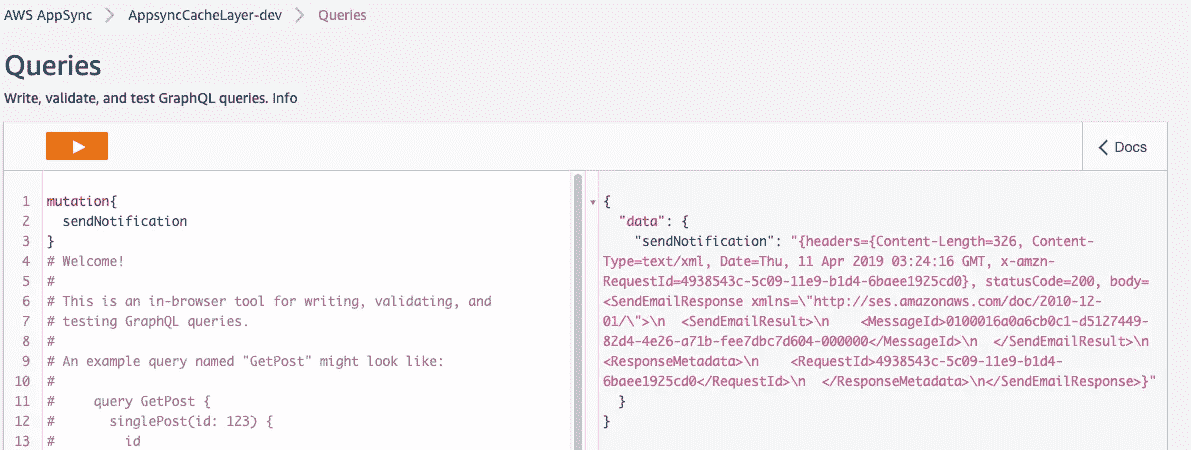 AWS AppSync > AppsyncCacheLayer-dev > Queries
Queries
Write, validate, and test GraphQL queries. Info
Docs
1 mutation{
2 sendNotification
3 }
4 # Welcome!
5 #
6 # This is an in-browser tool for writing, validating, and
7 # testing GraphQL queries.
8 #
9 # An example query named "GetPost" might look like:
10 #
11 # query GetPost {
12 # singlePost(id: 123) {
13 # id
{
"data": {
"sendNotification": "{headers={Content-Length=326, Content-
Type=text/xml, Date=Thu, 11 Apr 2019 03:24:16 GMT, x-amzn-
RequestId=4938543c-5c09-11e9-b1d4-6baee1925cd0}, statusCode=200, body=
<SendEmailResponse xmlns=\"http://ses.amazonaws.com/doc/2010-12-
01/\">\n <SendEmailResult>\n <MessageId>0100016a0a6cb0c1-d5127449-
82d4-4e26-a71b-fee7dbc7d604-000000</MessageId>\n </SendEmailResult>\n
<ResponseMetadata>\n <RequestId>4938543c-5c09-11e9-b1d4-
6baee1925cd0</RequestId>\n </ResponseMetadata>\n</SendEmailResponse>}"
}
}